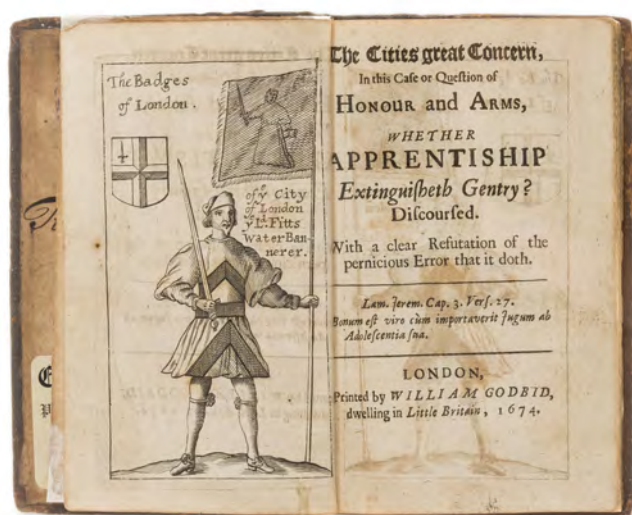 The Badges
of London.
of yͤ City
of London
yͤ Lᵈ. Fitts
Water Ban-
nerer.
The Cities great Concern,
In this Caſe or Queſtion of
HONOUR and ARMS,
WHETHER
APPRENTISHIP
Extinguiſheth Gentry?
Diſcourſed.
With a clear Refutation of the
pernicious Error that it doth.
Lam. Jerem. Cap. 3. Verſ. 27.
Bonum eſt viro cùm importaverit Jugum ab
Adoleſcentia ſua.
LONDON,
Printed by WILLIAM GODBID,
dwelling in Little Britain, 1674.